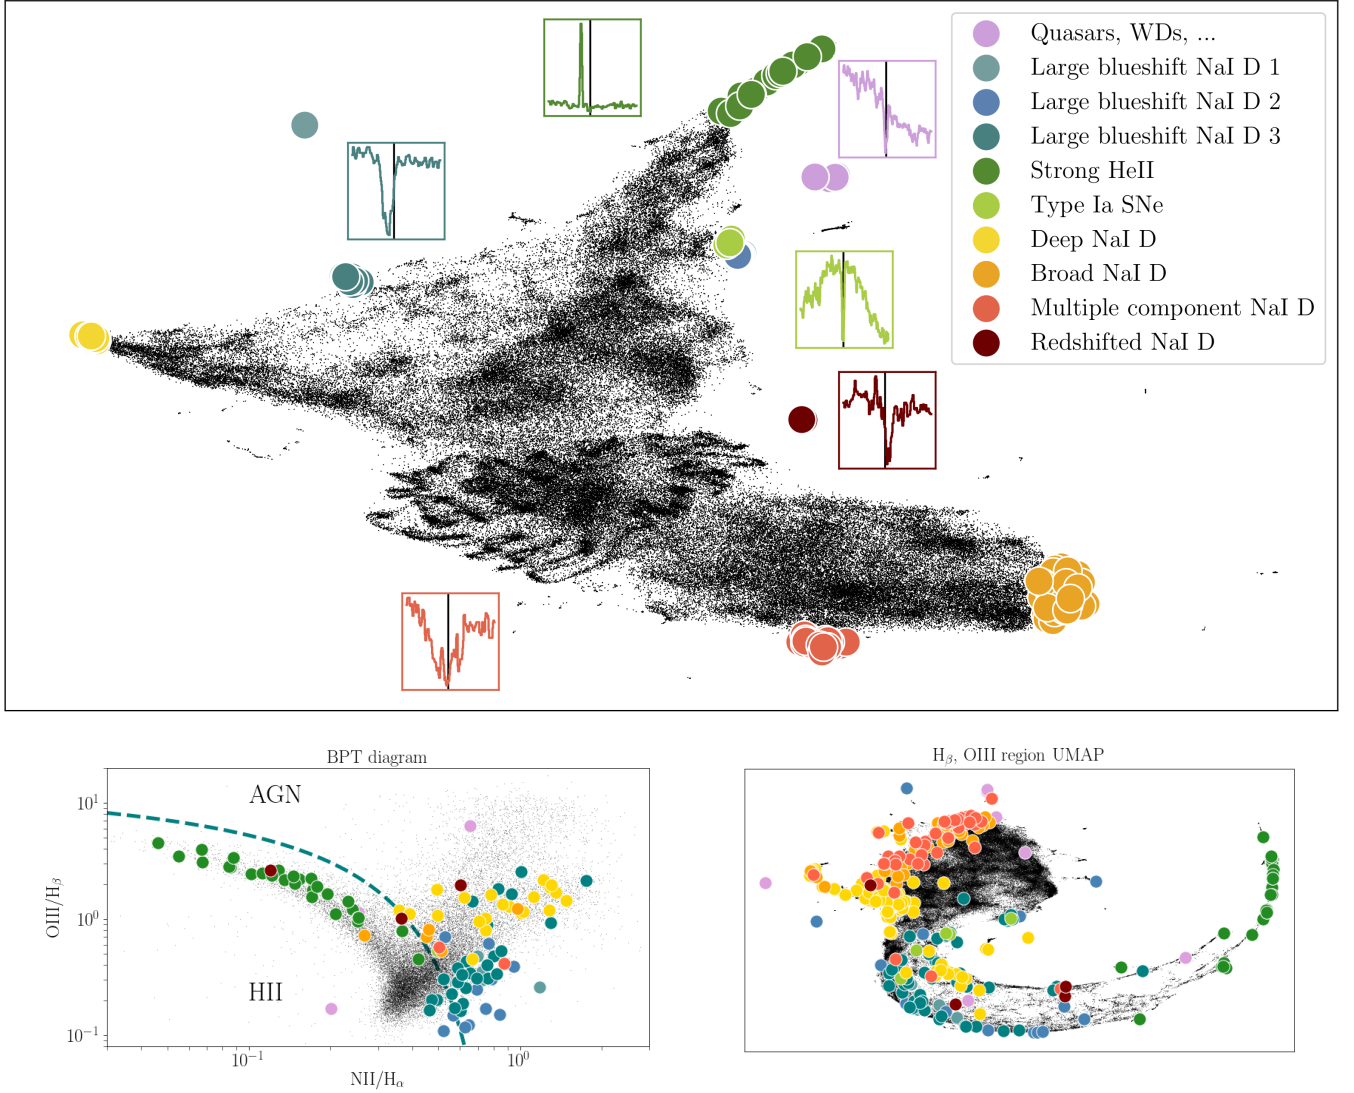 Quasars, WDs, ...
Large blueshift NaI D 1
Large blueshift NaI D 2
Large blueshift NaI D 3
Strong HeII
Type Ia SNe
Deep NaI D
Broad NaI D
Multiple component NaI D
Redshifted NaI D
BPT diagram
AGN
HII
10¹
10⁰
10⁻¹
OIII/Hᵦ
10⁻¹
10⁰
NII/Hα
Hᵦ, OIII region UMAP